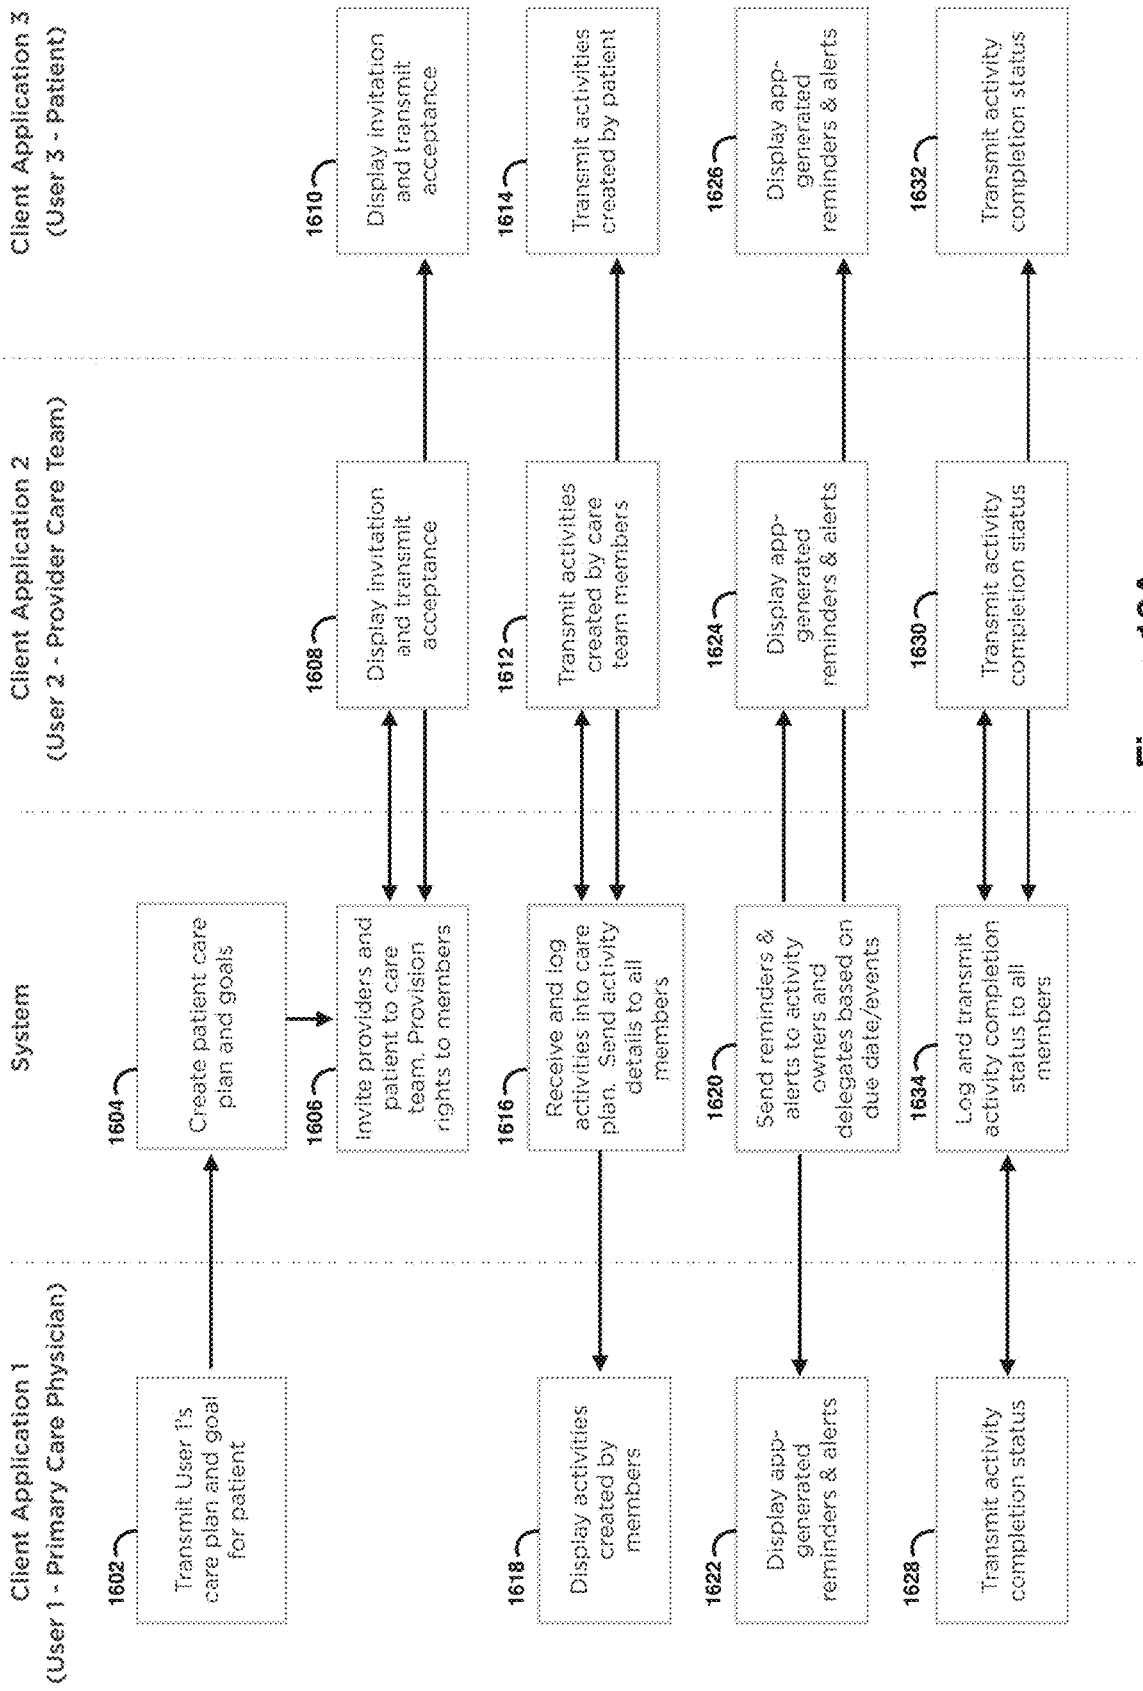 Client Application 1
(User 1 - Primary Care Physician)
System
Client Application 2
(User 2 - Provider Care Team)
Client Application 3
(User 3 - Patient)
1602
Transmit User 1's
care plan and goal
for patient
1604
Create patient care
plan and goals
1606
Invite providers and
patient to care
team. Provision
rights to members
1608
Display invitation
and transmit
acceptance
1610
Display invitation
and transmit
acceptance
1618
Display activities
created by
members
1616
Receive and log
activities into care
plan. Send activity
details to all
members
1612
Transmit activities
created by care
team members
1614
Transmit activities
created by patient
1622
Display app-
generated
reminders & alerts
1620
Send reminders &
alerts to activity
owners and
delegates based on
due date/events
1624
Display app-
generated
reminders & alerts
1626
Display app-
generated
reminders & alerts
1628
Transmit activity
completion status
1634
Log and transmit
activity completion
status to all
members
1630
Transmit activity
completion status
1632
Transmit activity
completion status